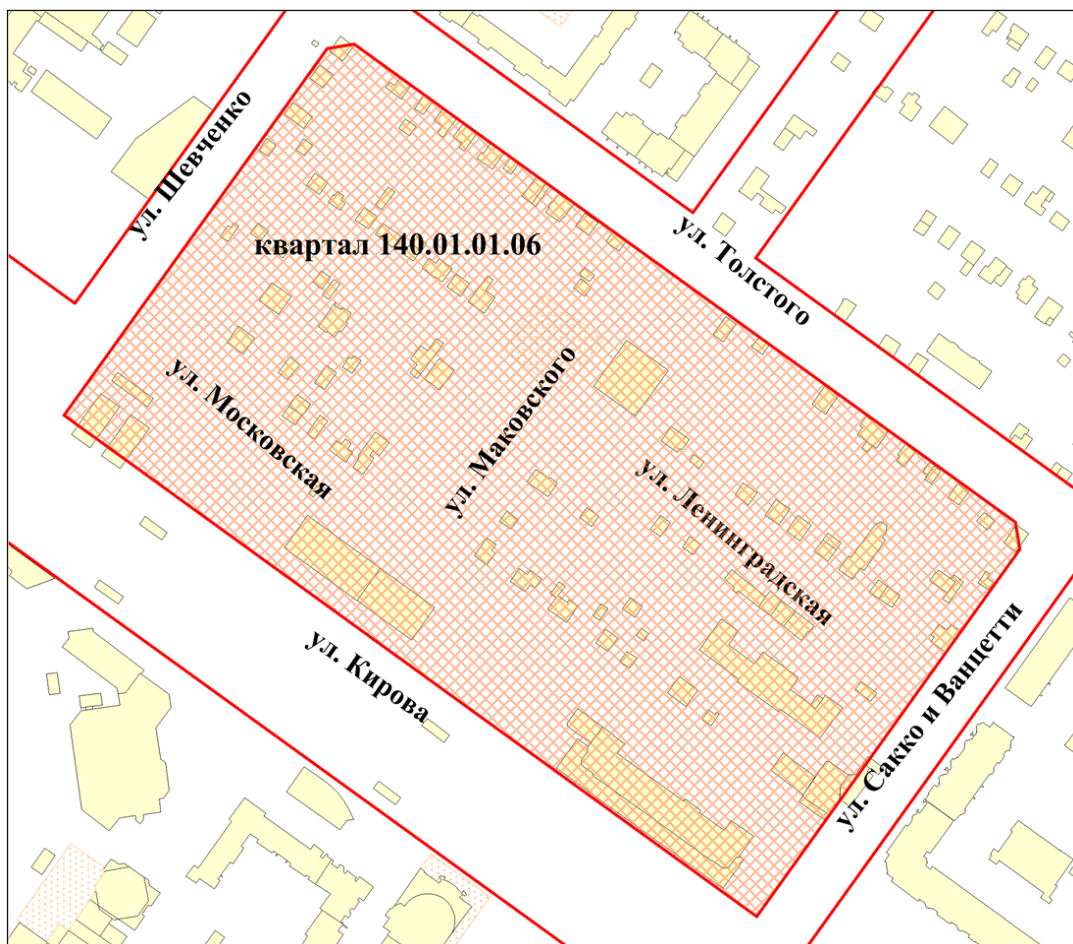 ул. Шевченко
квартал 140.01.01.06
ул. Толстого
ул. Московская
ул. Маковского
ул. Ленинградская
ул. Кирова
ул. Сакко и Ванцетти